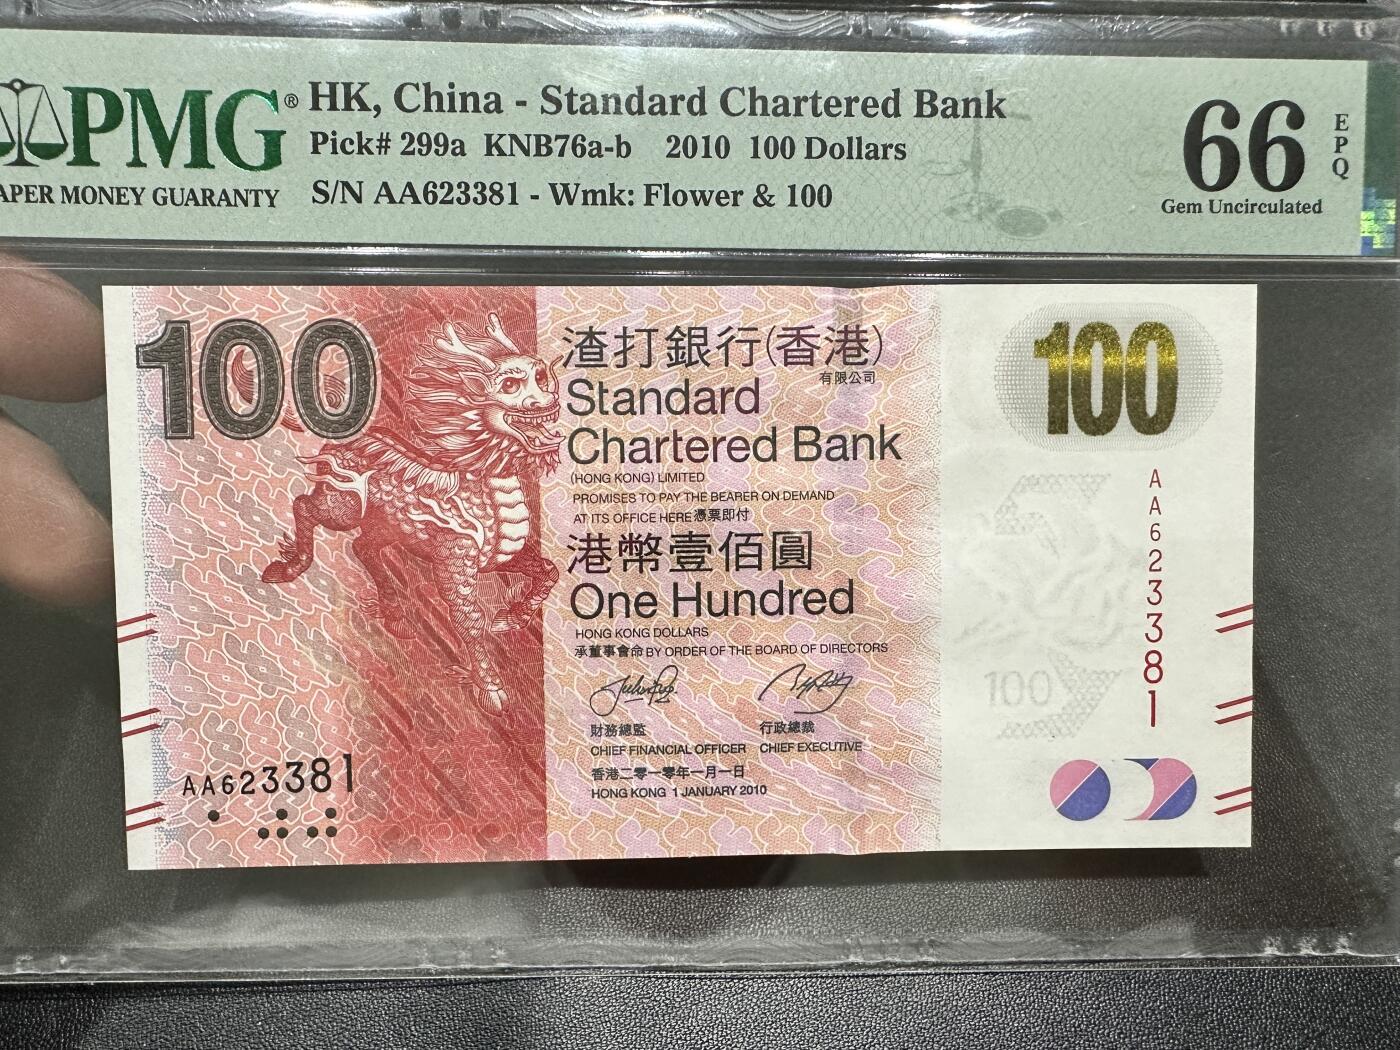 PMG®
PAPER MONEY GUARANTY
HK, China - Standard Chartered Bank
Pick# 299a KNB76a-b 2010 100 Dollars
S/N AA623381 - Wmk: Flower & 100
66
EPQ
Gem Uncirculated
100
渣打銀行(香港)
有限公司
Standard
Chartered Bank
(HONG KONG) LIMITED
PROMISES TO PAY THE BEARER ON DEMAND
AT ITS OFFICE HERE 憑票即付
港幣壹佰圓
One Hundred
HONG KONG DOLLARS
承董事會命 BY ORDER OF THE BOARD OF DIRECTORS
財務總監
CHIEF FINANCIAL OFFICER
行政總裁
CHIEF EXECUTIVE
香港二零一零年一月一日
HONG KONG 1 JANUARY 2010
AA623381
100
AA623381
100